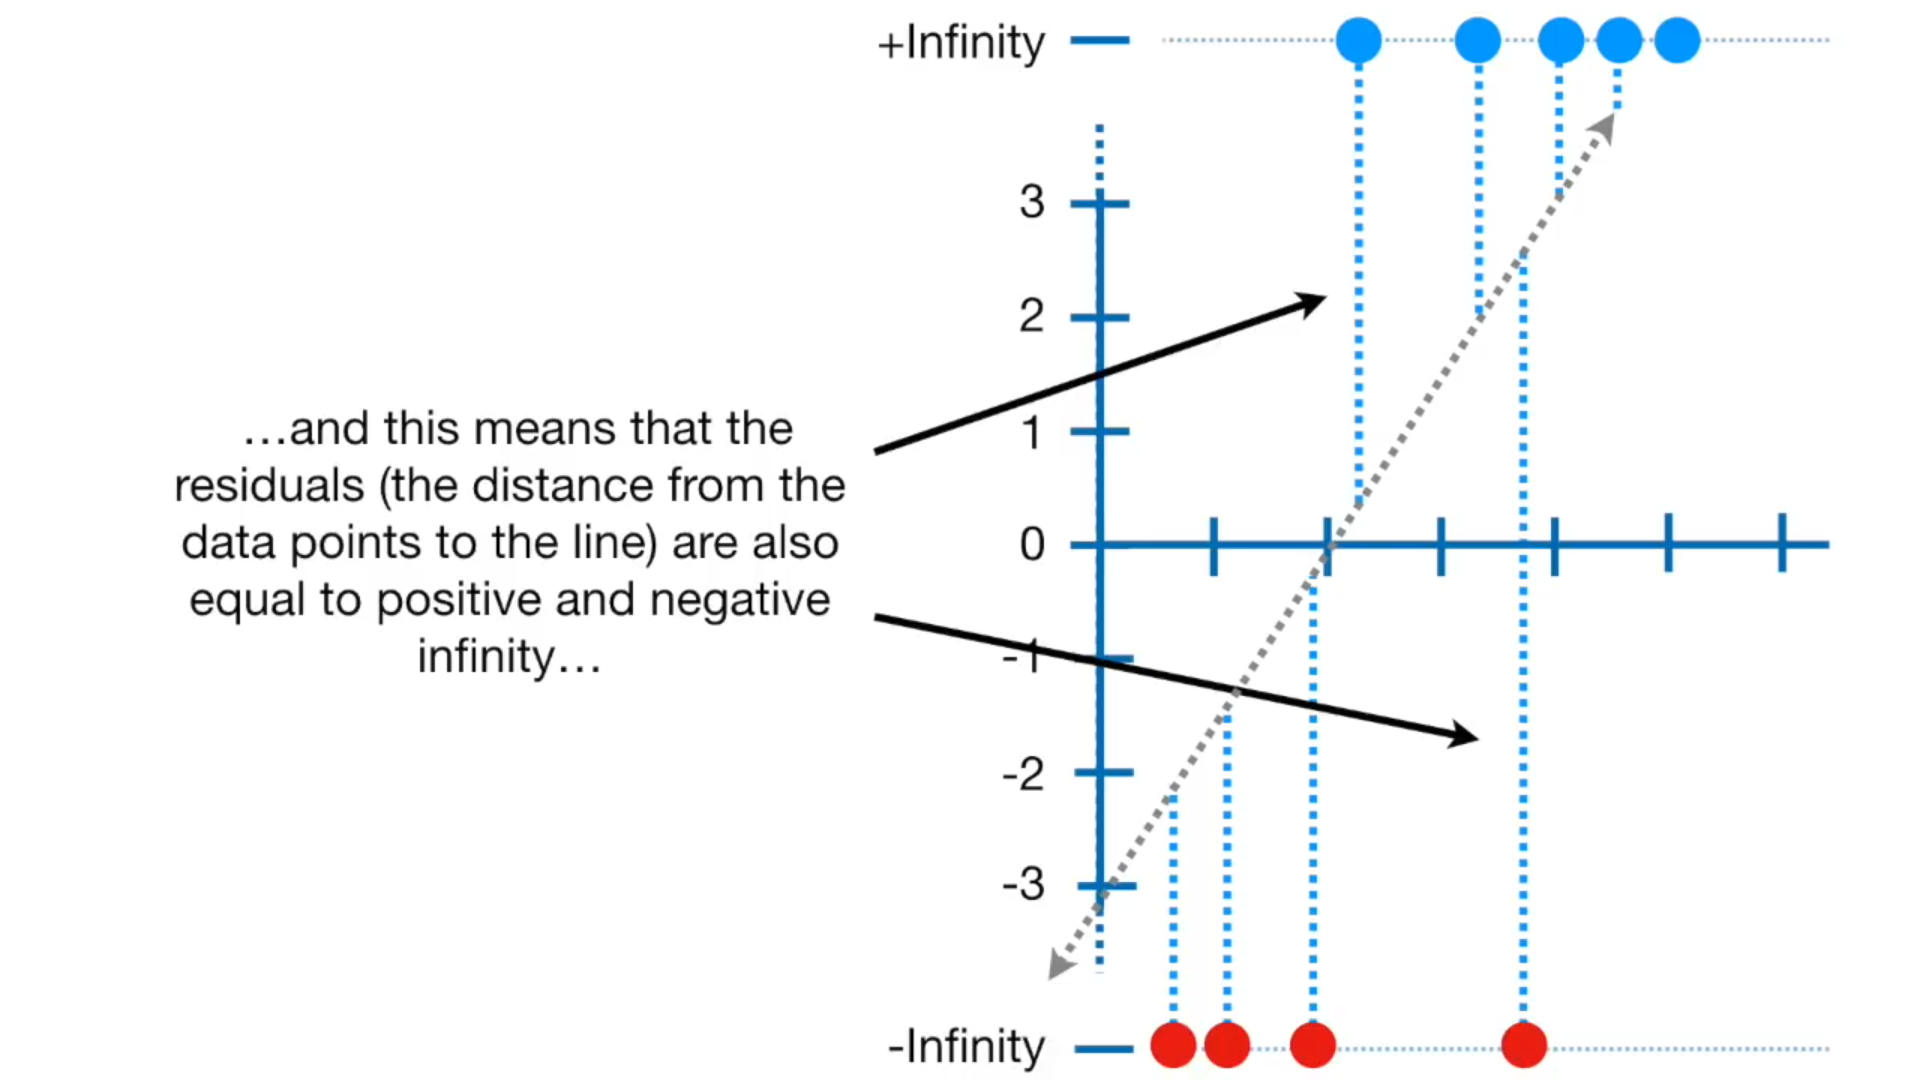 +Infinity
3
2
1
…and this means that the
residuals (the distance from the
data points to the line) are also
equal to positive and negative
infinity…
0
-1
-2
-3
-Infinity